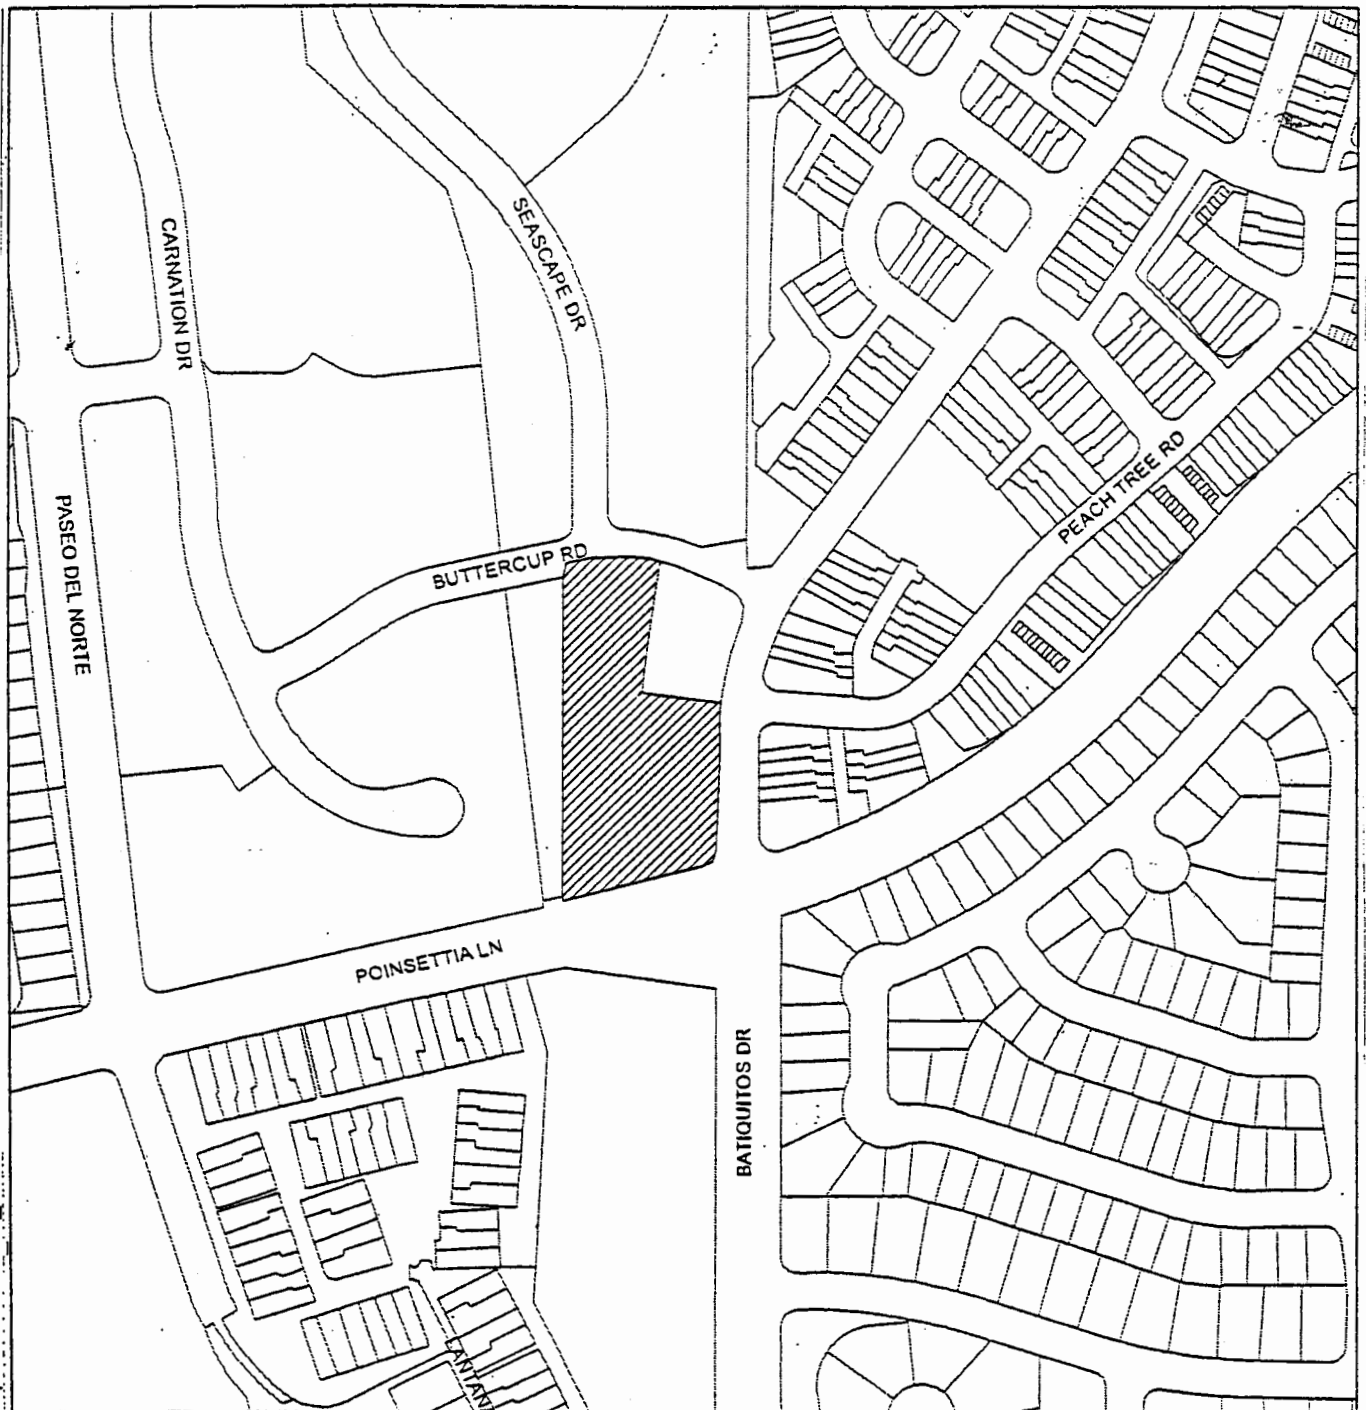 CARNATION DR
SEASCAPE DR
PASEO DEL NORTE
BUTTERCUP RD
PEACH TREE RD
POINSETTIA LN
BATIQUITOS DR